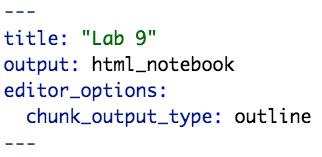 ---
title: "Lab 9"
output: html_notebook
editor_options:
  chunk_output_type: outline
---